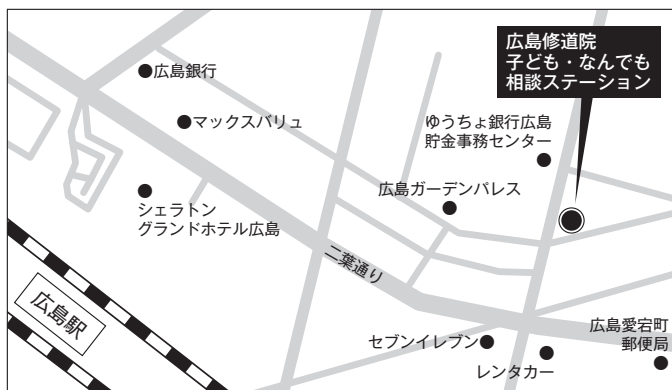 広島修道院
子ども・なんでも
相談ステーション
広島銀行
マックスバリュ
ゆうちょ銀行広島
貯金事務センター
広島ガーデンパレス
シェラトン
グランドホテル広島
二葉通り
広島駅
セブンイレブン
レンタカー
広島愛宕町
郵便局